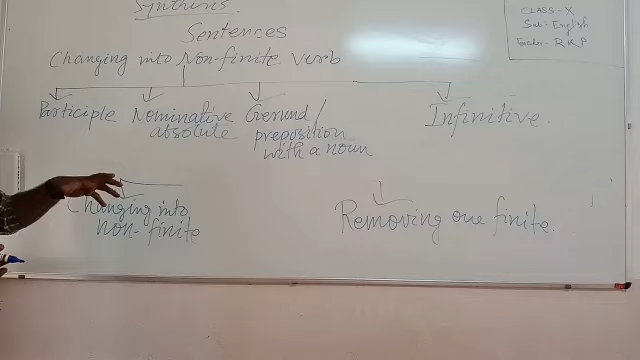 Synthesis.
Sentences
Changing into Non-finite verb
Participle
Nominative
absolute
Gerund/
preposition
with a noun
Infinitive.
Changing into
non-finite
Removing one finite.
CLASS - X
Sub - English
Teacher - RKP